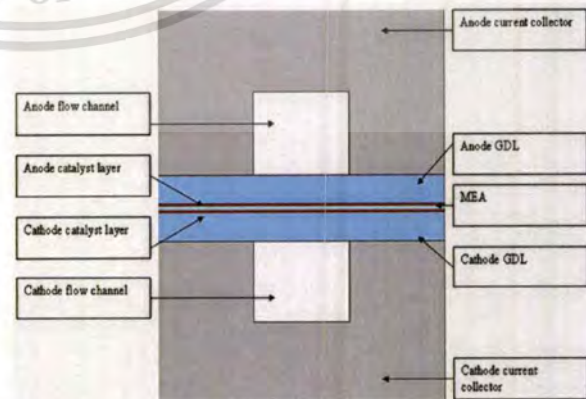 Anode current collector
Anode flow channel
Anode GDL
Anode catalyst layer
MEA
Cathode catalyst layer
Cathode GDL
Cathode flow channel
Cathode current
collector